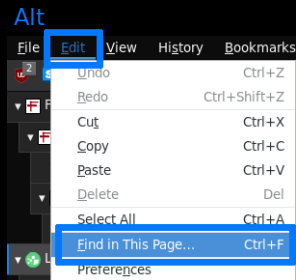 Alt
File Edit View History Bookmarks
2
Undo Ctrl+Z
Redo Ctrl+Shift+Z
Cut Ctrl+X
Copy Ctrl+C
Paste Ctrl+V
Delete Del
Select All Ctrl+A
Find in This Page... Ctrl+F
Preferences